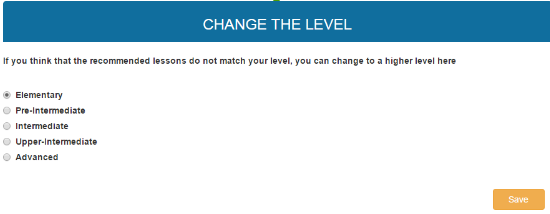 CHANGE THE LEVEL
If you think that the recommended lessons do not match your level, you can change to a higher level here
Elementary
Pre-Intermediate
Intermediate
Upper-Intermediate
Advanced
Save